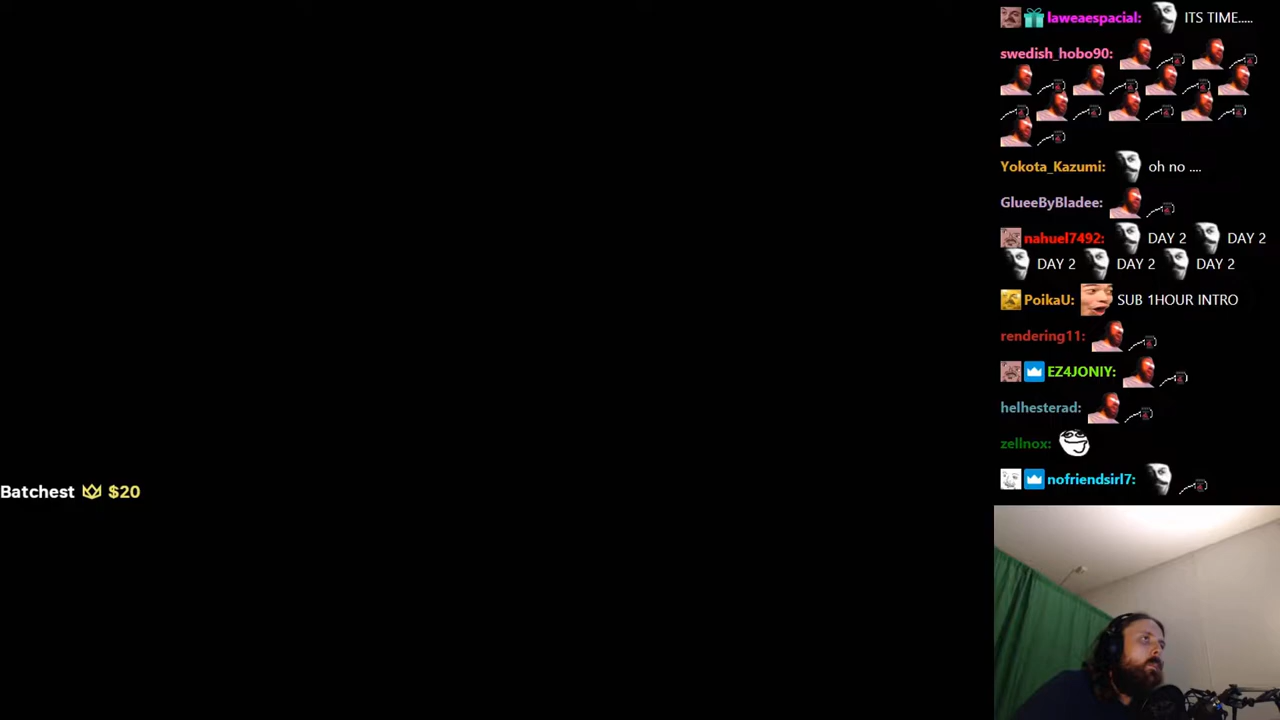 laweaespacial: ITS TIME.....
swedish_hobo90:
Yokota_Kazumi: oh no ....
GlueeByBladee:
nahuel7492: DAY 2 DAY 2
DAY 2 DAY 2 DAY 2
PoikaU: SUB 1HOUR INTRO
rendering11:
EZ4JONIY:
helhesterad:
zellnox:
nofriendsirl7:
Batchest $20